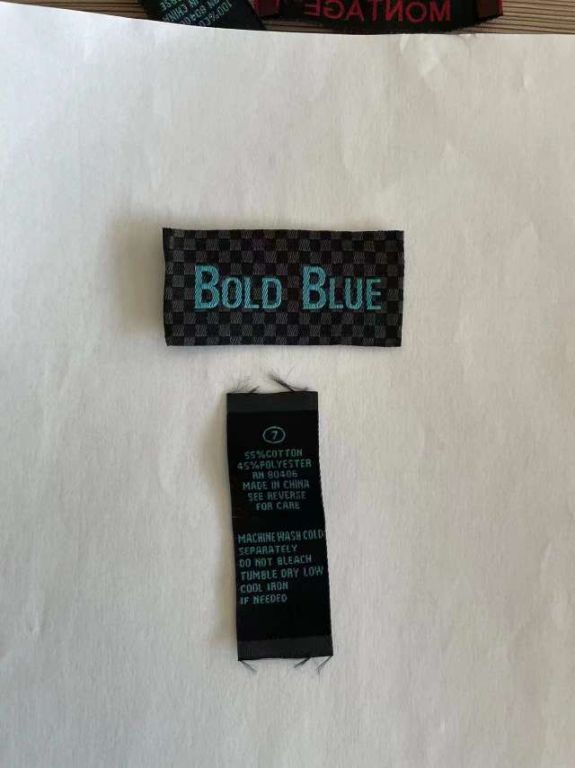 MONTAGE
BOLD BLUE
7
55%COTTON
45%POLYESTER
RN 80406
MADE IN CHINA
SEE REVERSE
FOR CARE
MACHINE WASH COLD
SEPARATELY
DO NOT BLEACH
TUMBLE DRY LOW
COOL IRON
IF NEEDED